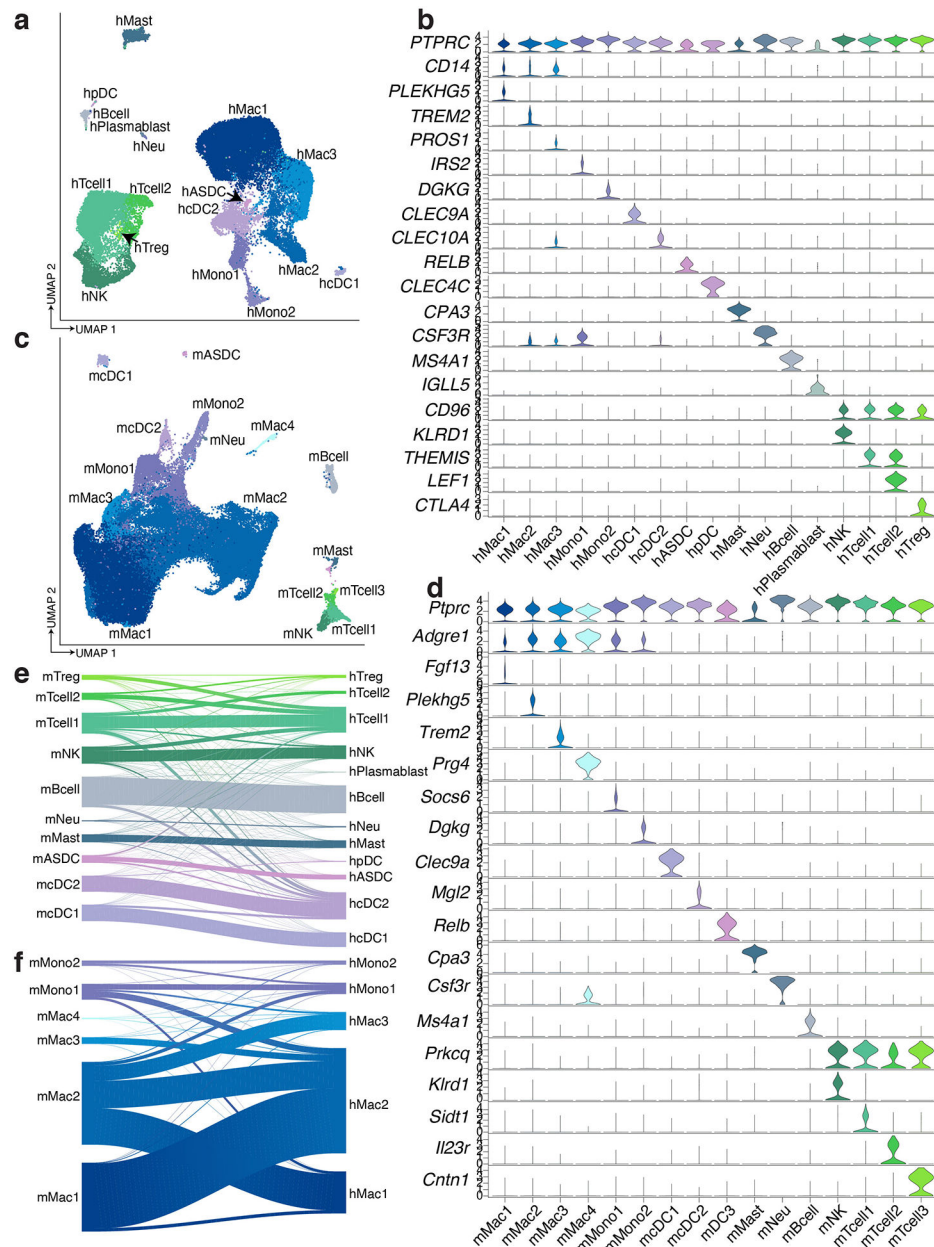 a
hMast
hpDC
hBcell
hPlasmablast
hNeu
hMac1
hMac3
hTcell1
hTcell2
hASDC
hcDC2
hTreg
hNK
hMono1
hMac2
hcDC1
hMono2
UMAP 2
UMAP 1
b
PTPRC
CD14
PLEKHG5
TREM2
PROS1
IRS2
DGKG
CLEC9A
CLEC10A
RELB
CLEC4C
CPA3
CSF3R
MS4A1
IGLL5
CD96
KLRD1
THEMIS
LEF1
CTLA4
hMac1
hMac2
hMac3
hMono1
hMono2
hcDC1
hcDC2
hASDC
hpDC
hMast
hNeu
hBcell
hPlasmablast
hNK
hTcell1
hTcell2
hTreg
c
mcDC1
mASDC
mMono2
mcDC2
mNeu
mMac4
mMono1
mBcell
mMac3
mMac2
mMast
mTcell2
mTcell3
mNK
mTcell1
mMac1
UMAP 2
UMAP 1
d
Ptprc
Adgre1
Fgf13
Plekhg5
Trem2
Prg4
Socs6
Dgkg
Clec9a
Mgl2
Relb
Cpa3
Csf3r
Ms4a1
Prkcq
Klrd1
Sidt1
Il23r
Cntn1
mMac1
mMac2
mMac3
mMac4
mMono1
mMono2
mcDC1
mcDC2
mDC3
mMast
mNeu
mBcell
mNK
mTcell1
mTcell2
mTcell3
e
mTreg
hTreg
mTcell2
hTcell2
mTcell1
hTcell1
mNK
hNK
hPlasmablast
mBcell
hBcell
mNeu
hNeu
mMast
hMast
mASDC
hpDC
hASDC
mcDC2
hcDC2
mcDC1
hcDC1
f
mMono2
hMono2
mMono1
hMono1
mMac4
hMac3
mMac3
mMac2
hMac2
mMac1
hMac1